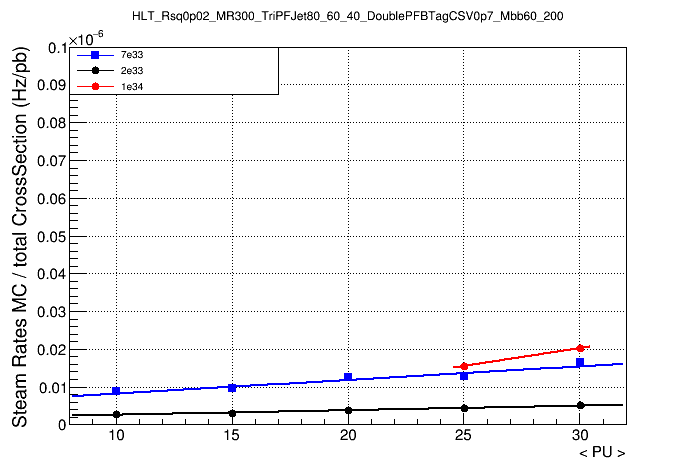 HLT_Rsq0p02_MR300_TriPFJet80_60_40_DoublePFBTagCSV0p7_Mbb60_200
×10⁻⁶
7e33
2e33
1e34
0.1
0.09
0.08
0.07
0.06
0.05
0.04
0.03
0.02
0.01
0
Steam Rates MC / total CrossSection (Hz/pb)
10 15 20 25 30
< PU >